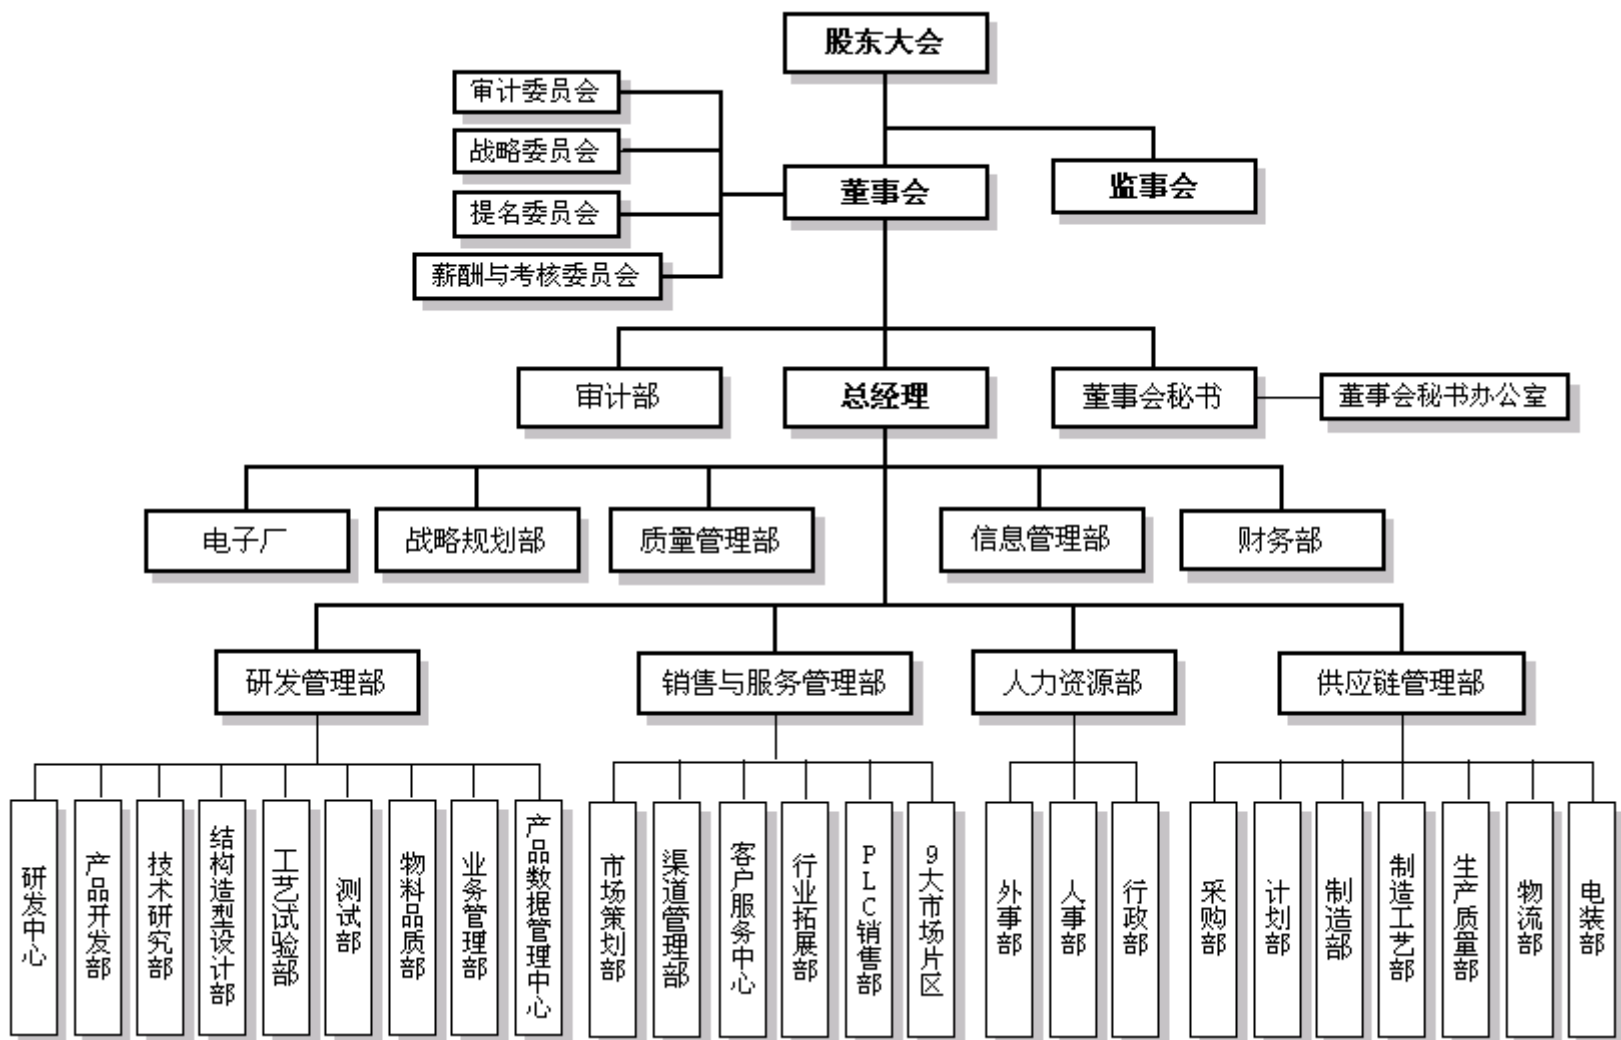 股东大会
审计委员会
战略委员会
提名委员会
薪酬与考核委员会
董事会
监事会
审计部
总经理
董事会秘书
董事会秘书办公室
电子厂
战略规划部
质量管理部
信息管理部
财务部
研发管理部
销售与服务管理部
人力资源部
供应链管理部
研发中心
产品开发部
技术研究部
结构造型设计部
工艺试验部
测试部
物料品质部
业务管理部
产品数据管理中心
市场策划部
渠道管理部
客户服务中心
行业拓展部
PLC销售部
9大市场片区
外事部
人事部
行政部
采购部
计划部
制造部
制造工艺部
生产质量部
物流部
电装部